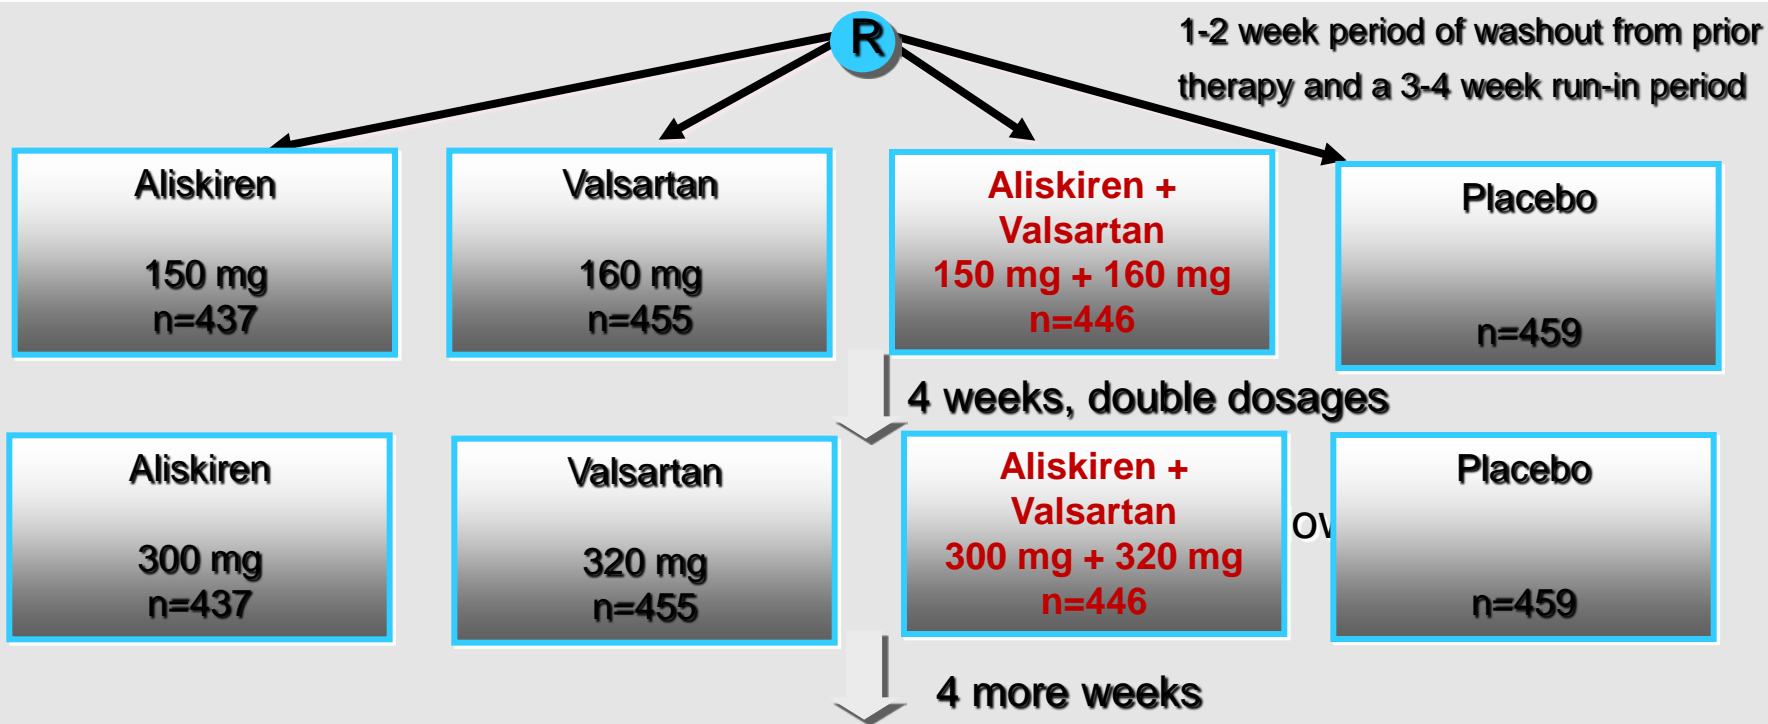 R
1-2 week period of washout from prior
therapy and a 3-4 week run-in period
Aliskiren
150 mg
n=437
Valsartan
160 mg
n=455
Aliskiren +
Valsartan
150 mg + 160 mg
n=446
Placebo
n=459
4 weeks, double dosages
Aliskiren
300 mg
n=437
Valsartan
320 mg
n=455
Aliskiren +
Valsartan
300 mg + 320 mg
n=446
Placebo
n=459
4 more weeks